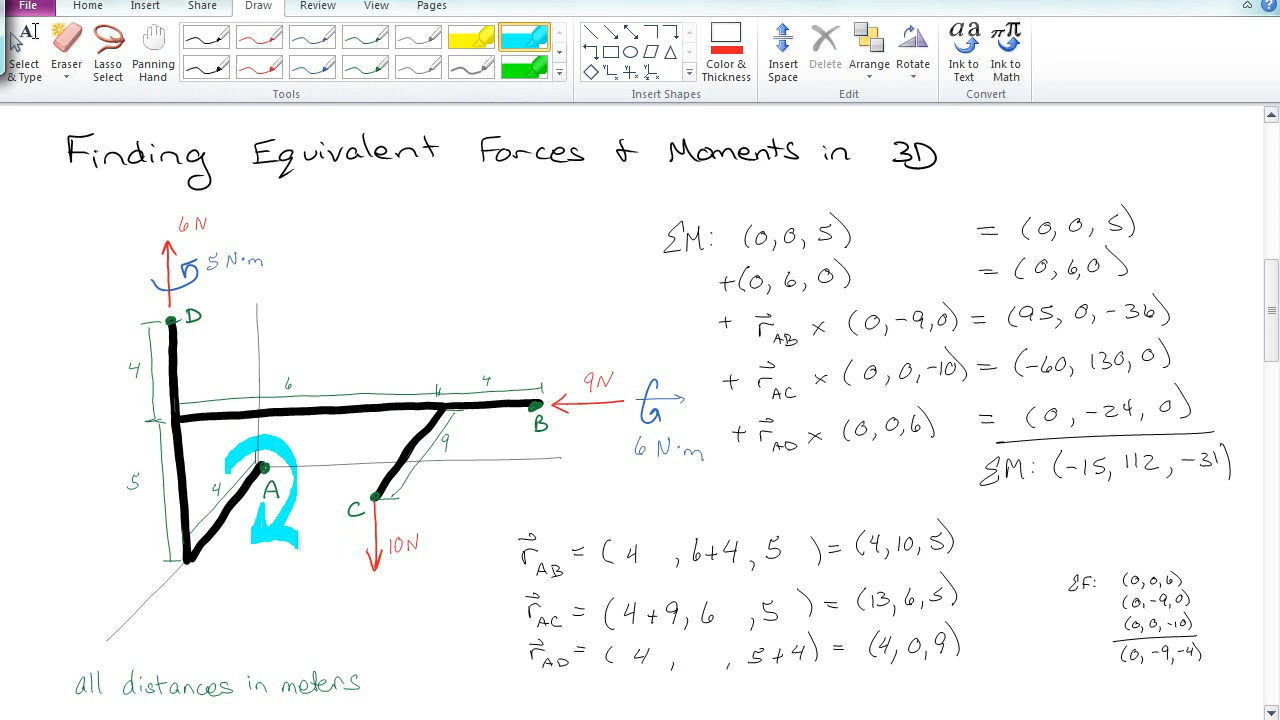 File Home Insert Share Draw Review View Pages
Select & Type
Eraser
Lasso Select
Panning Hand
Color & Thickness
Insert Space
Delete
Arrange
Rotate
Ink to Text
Ink to Math
Tools
Insert Shapes
Edit
Convert
Finding Equivalent Forces & Moments in 3D
6N
5 N·m
D
4
6
4
9N
B
6 N·m
5
4
A
9
C
10N
ΣM: (0,0,5) = (0,0,5)
+(0,6,0) = (0,6,0)
+ r⃗AB × (0,-9,0) = (95,0,-36)
+ r⃗AC × (0,0,-10) = (-60,130,0)
+ r⃗AD × (0,0,6) = (0,-24,0)
ΣM: (-15,112,-31)
r⃗AB = (4 , 6+4, 5 ) = (4,10,5)
r⃗AC = (4+9, 6 , 5 ) = (13,6,5)
r⃗AD = (4 , , 5+4) = (4,0,9)
ΣF: (0,0,6)
(0,-9,0)
(0,0,-10)
(0,-9,-4)
all distances in meters